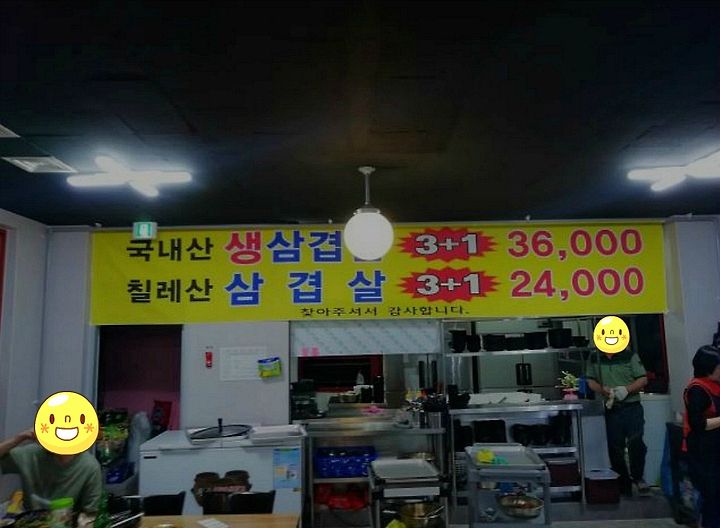 국내산 생삼겹 3+1 36,000
칠레산 삼겹살 3+1 24,000
찾아주셔서 감사합니다.